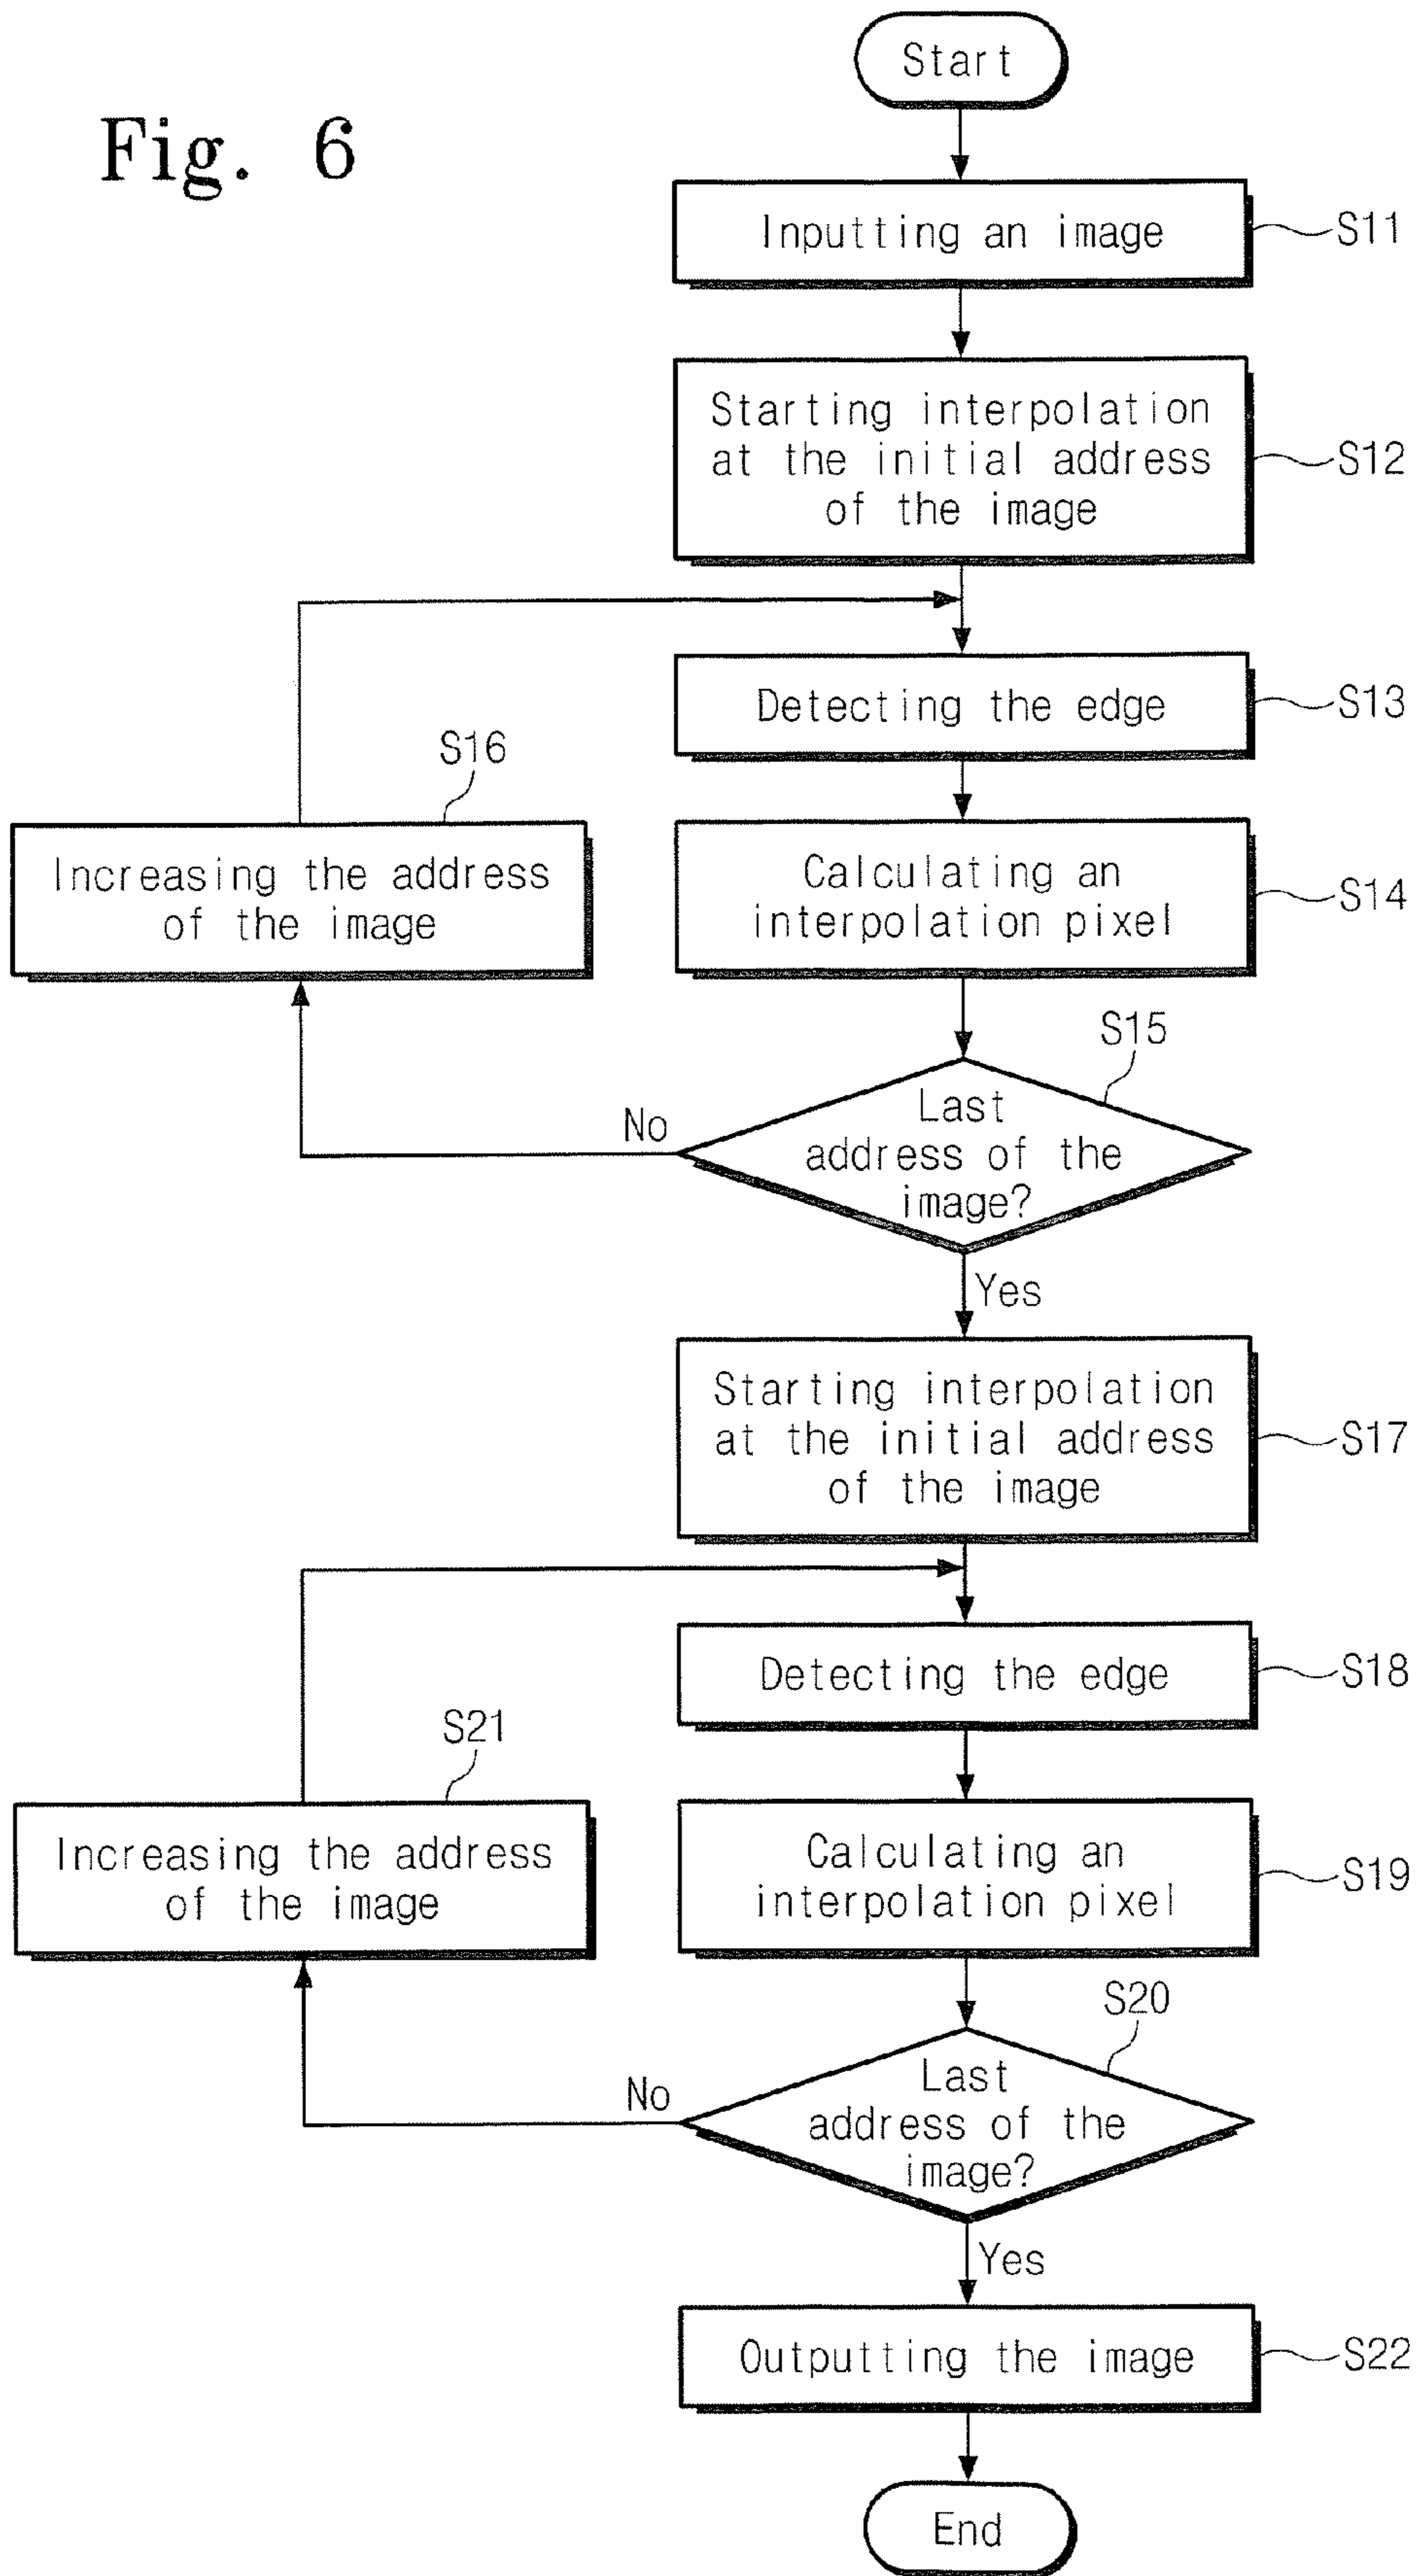 Fig. 6
Start
Inputting an image
S11
Starting interpolation
at the initial address
of the image
S12
Detecting the edge
S13
S16
Increasing the address
of the image
Calculating an
interpolation pixel
S14
S15
Last
address of the
image?
No
Yes
Starting interpolation
at the initial address
of the image
S17
Detecting the edge
S18
S21
Increasing the address
of the image
Calculating an
interpolation pixel
S19
S20
Last
address of the
image?
No
Yes
Outputting the image
S22
End